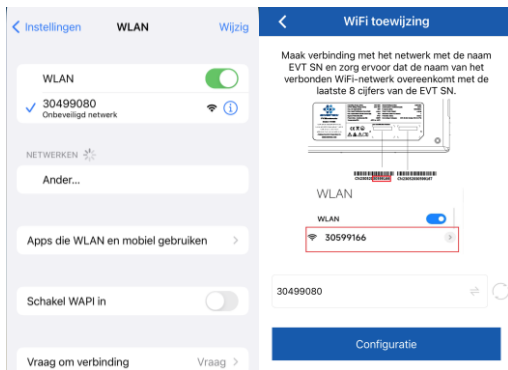 Instellingen
WLAN
Wijzig
WLAN
30499080
Onbeveiligd netwerk
NETWERKEN
Ander...
Apps die WLAN en mobiel gebruiken
Schakel WAPI in
Vraag om verbinding
Vraag
WiFi toewijzing
Maak verbinding met het netwerk met de naam
EVT SN en zorg ervoor dat de naam van het
verbonden WiFi-netwerk overeenkomt met de
laatste 8 cijfers van de EVT SN.
WLAN
WLAN
30599166
30499080
Configuratie